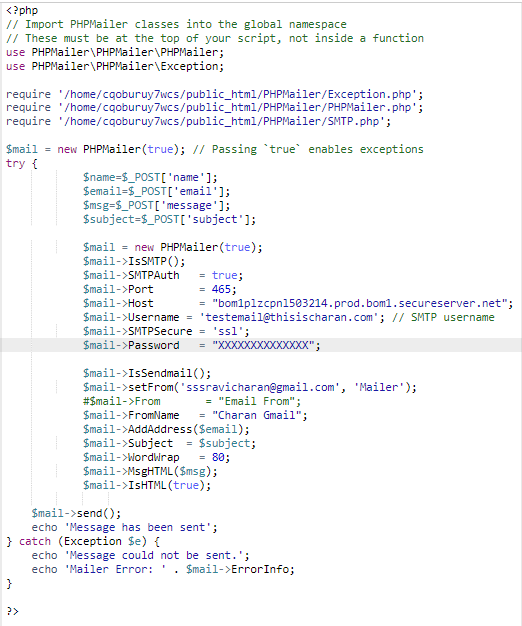 <?php
// Import PHPMailer classes into the global namespace
// These must be at the top of your script, not inside a function
use PHPMailer\PHPMailer\PHPMailer;
use PHPMailer\PHPMailer\Exception;

require '/home/cqoburuy7wcs/public_html/PHPMailer/Exception.php';
require '/home/cqoburuy7wcs/public_html/PHPMailer/PHPMailer.php';
require '/home/cqoburuy7wcs/public_html/PHPMailer/SMTP.php';

$mail = new PHPMailer(true); // Passing `true` enables exceptions
try {
            $name=$_POST['name'];
            $email=$_POST['email'];
            $msg=$_POST['message'];
            $subject=$_POST['subject'];

            $mail = new PHPMailer(true);
            $mail->IsSMTP();
            $mail->SMTPAuth   = true;
            $mail->Port       = 465;
            $mail->Host       = "bom1plzcpnl503214.prod.bom1.secureserver.net";
            $mail->Username = 'testemail@thisischaran.com'; // SMTP username
            $mail->SMTPSecure = 'ssl';
            $mail->Password   = "XXXXXXXXXXXXXX";

            $mail->IsSendmail();
            $mail->setFrom('sssravicharan@gmail.com', 'Mailer');
            #$mail->From       = "Email From";
            $mail->FromName   = "Charan Gmail";
            $mail->AddAddress($email);
            $mail->Subject  = $subject;
            $mail->WordWrap   = 80;
            $mail->MsgHTML($msg);
            $mail->IsHTML(true);

    $mail->send();
    echo 'Message has been sent';
} catch (Exception $e) {
    echo 'Message could not be sent.';
    echo 'Mailer Error: ' . $mail->ErrorInfo;
}

?>